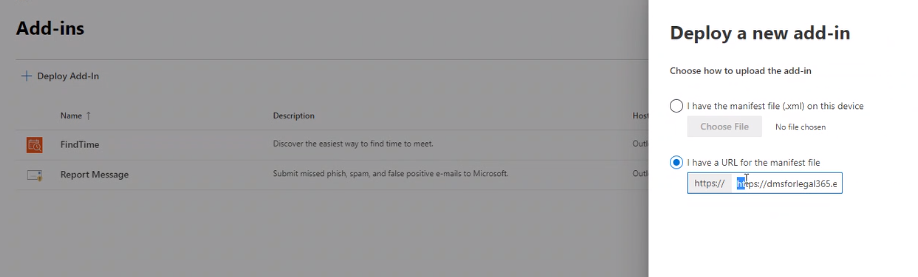 Add-ins
+ Deploy Add-In
Name ↑ Description Host
FindTime Discover the easiest way to find time to meet. Outl
Report Message Submit missed phish, spam, and false positive e-mails to Microsoft. Outl
Deploy a new add-in
Choose how to upload the add-in
I have the manifest file (.xml) on this device
Choose File No file chosen
I have a URL for the manifest file
https:// https://dmsforlegal365.e